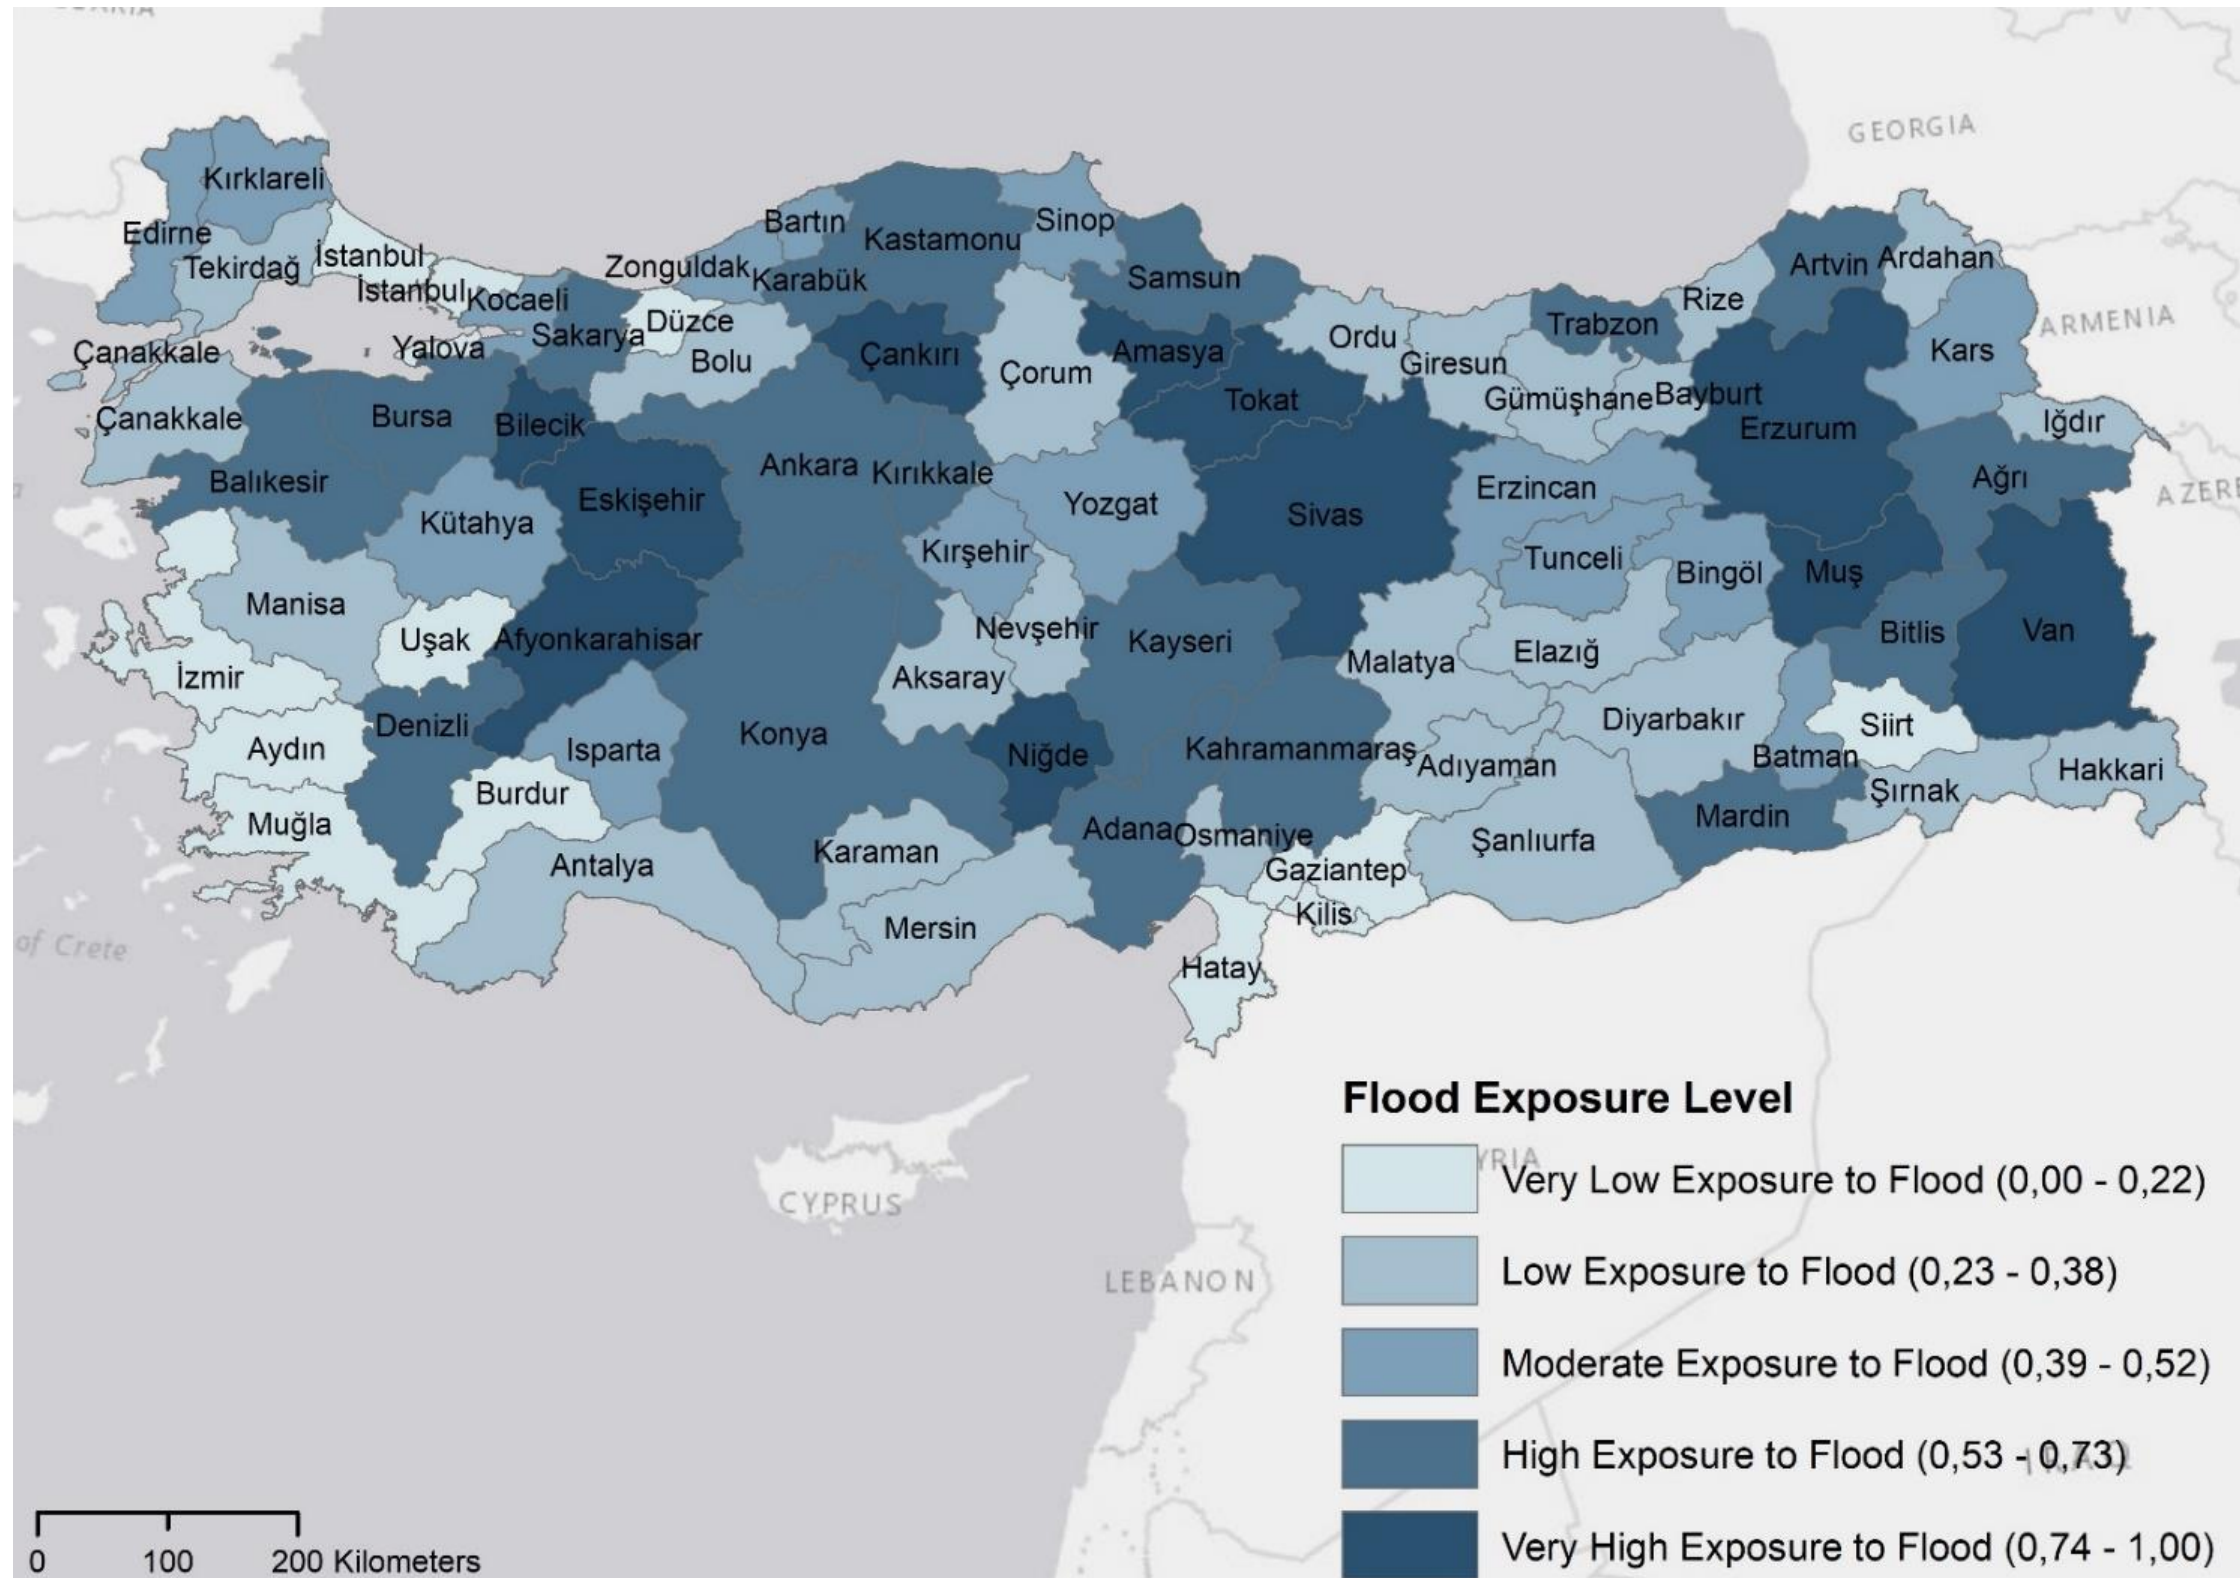 GEORGIA
Kırklareli
Bartın
Sinop
Edirne
Kastamonu
İstanbul
Artvin
Ardahan
Tekirdağ
Zonguldak
Karabük
Samsun
İstanbul
Kocaeli
Rize
ARMENIA
Düzce
Trabzon
Sakarya
Ordu
Yalova
Çanakkale
Bolu
Çankırı
Amasya
Giresun
Kars
Çorum
Tokat
Gümüşhane
Bayburt
Çanakkale
Bursa
Bilecik
Erzurum
Iğdır
Balıkesir
Ankara
Kırıkkale
Erzincan
Ağrı
Eskişehir
Yozgat
Sivas
Kütahya
Kırşehir
Tunceli
Bingöl
Muş
Manisa
Nevşehir
Uşak
Afyonkarahisar
Kayseri
Bitlis
Van
Malatya
Elazığ
İzmir
Aksaray
Denizli
Konya
Diyarbakır
Siirt
Aydın
Isparta
Niğde
Kahramanmaraş
Adıyaman
Batman
Hakkari
Burdur
Şırnak
Muğla
Mardin
Adana
Osmaniye
Şanlıurfa
Karaman
Antalya
Gaziantep
Kilis
Mersin
of Crete
Hatay
Flood Exposure Level
YRIA
Very Low Exposure to Flood (0,00 - 0,22)
CYPRUS
Low Exposure to Flood (0,23 - 0,38)
LEBANON
Moderate Exposure to Flood (0,39 - 0,52)
High Exposure to Flood (0,53 - 0,73)
IRAQ
Very High Exposure to Flood (0,74 - 1,00)
0 100 200 Kilometers